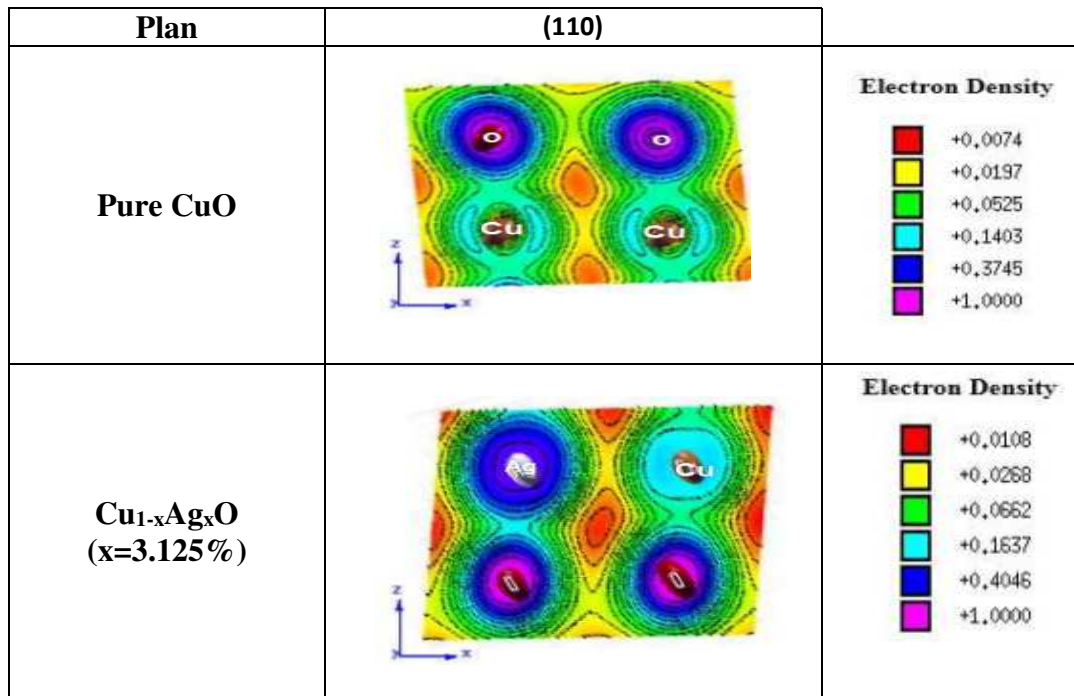 Plan (110)
Electron Density
+0.0074
+0.0197
+0.0525
+0.1403
+0.3745
+1.0000
Pure CuO
O O
Cu Cu
z
y x
Electron Density
+0.0108
+0.0268
+0.0662
+0.1637
+0.4046
+1.0000
Cu1-xAgxO
(x=3.125%)
Ag Cu
z
y x